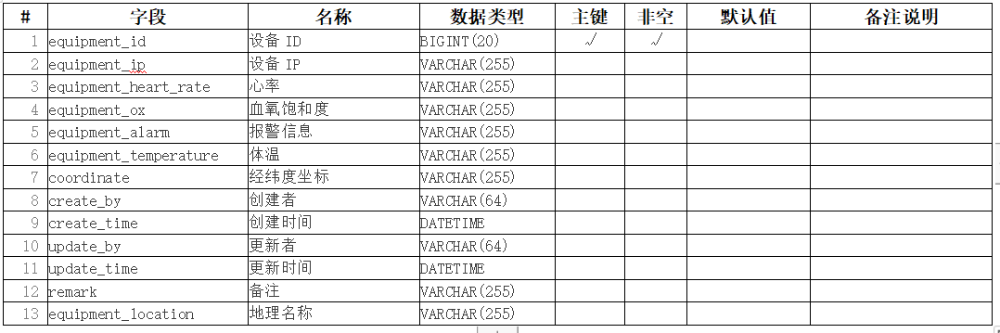 # 字段 名称 数据类型 主键 非空 默认值 备注说明
1 equipment_id 设备 ID BIGINT(20) √ √
2 equipment_ip 设备 IP VARCHAR(255)
3 equipment_heart_rate 心率 VARCHAR(255)
4 equipment_ox 血氧饱和度 VARCHAR(255)
5 equipment_alarm 报警信息 VARCHAR(255)
6 equipment_temperature 体温 VARCHAR(255)
7 coordinate 经纬度坐标 VARCHAR(255)
8 create_by 创建者 VARCHAR(64)
9 create_time 创建时间 DATETIME
10 update_by 更新者 VARCHAR(64)
11 update_time 更新时间 DATETIME
12 remark 备注 VARCHAR(255)
13 equipment_location 地理名称 VARCHAR(255)